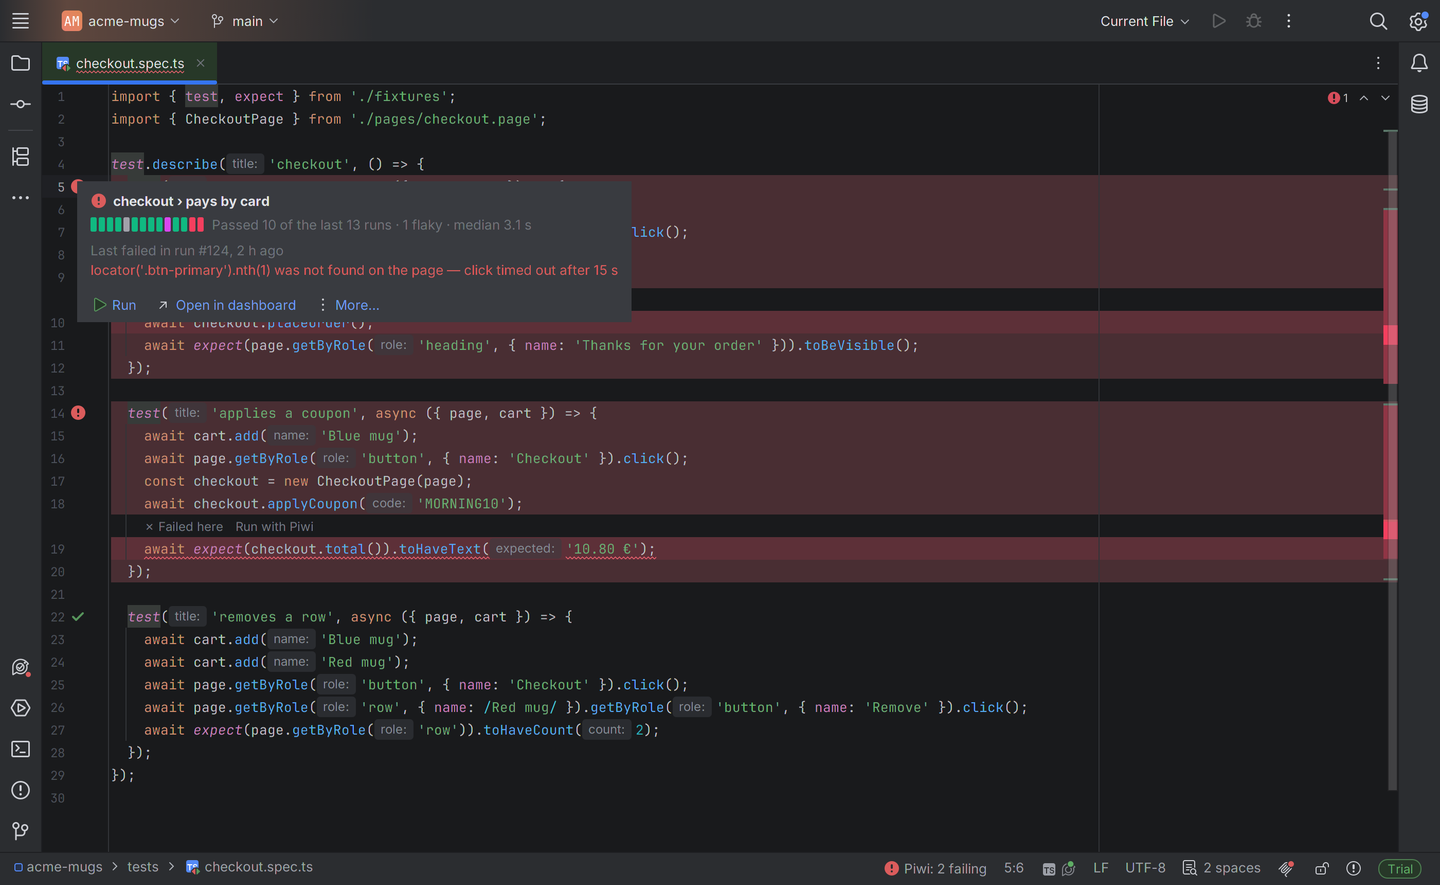 AM acme-mugs main Current File
checkout.spec.ts
1 import { test, expect } from './fixtures';
1
2 import { CheckoutPage } from './pages/checkout.page';
3
4 test.describe( title: 'checkout', () => {
5
checkout › pays by card
6
Passed 10 of the last 13 runs · 1 flaky · median 3.1 s
7 lick();
8 Last failed in run #124, 2 h ago
9 locator('.btn-primary').nth(1) was not found on the page — click timed out after 15 s
Run Open in dashboard More...
10 await checkout.placeOrder();
11 await expect(page.getByRole( role: 'heading', { name: 'Thanks for your order' })).toBeVisible();
12 });
13
14 test( title: 'applies a coupon', async ({ page, cart }) => {
15 await cart.add( name: 'Blue mug');
16 await page.getByRole( role: 'button', { name: 'Checkout' }).click();
17 const checkout = new CheckoutPage(page);
18 await checkout.applyCoupon( code: 'MORNING10');
× Failed here Run with Piwi
19 await expect(checkout.total()).toHaveText( expected: '10.80 €');
20 });
21
22 test( title: 'removes a row', async ({ page, cart }) => {
23 await cart.add( name: 'Blue mug');
24 await cart.add( name: 'Red mug');
25 await page.getByRole( role: 'button', { name: 'Checkout' }).click();
26 await page.getByRole( role: 'row', { name: /Red mug/ }).getByRole( role: 'button', { name: 'Remove' }).click();
27 await expect(page.getByRole( role: 'row')).toHaveCount( count: 2);
28 });
29 });
30
acme-mugs > tests > checkout.spec.ts Piwi: 2 failing 5:6 TS LF UTF-8 2 spaces Trial